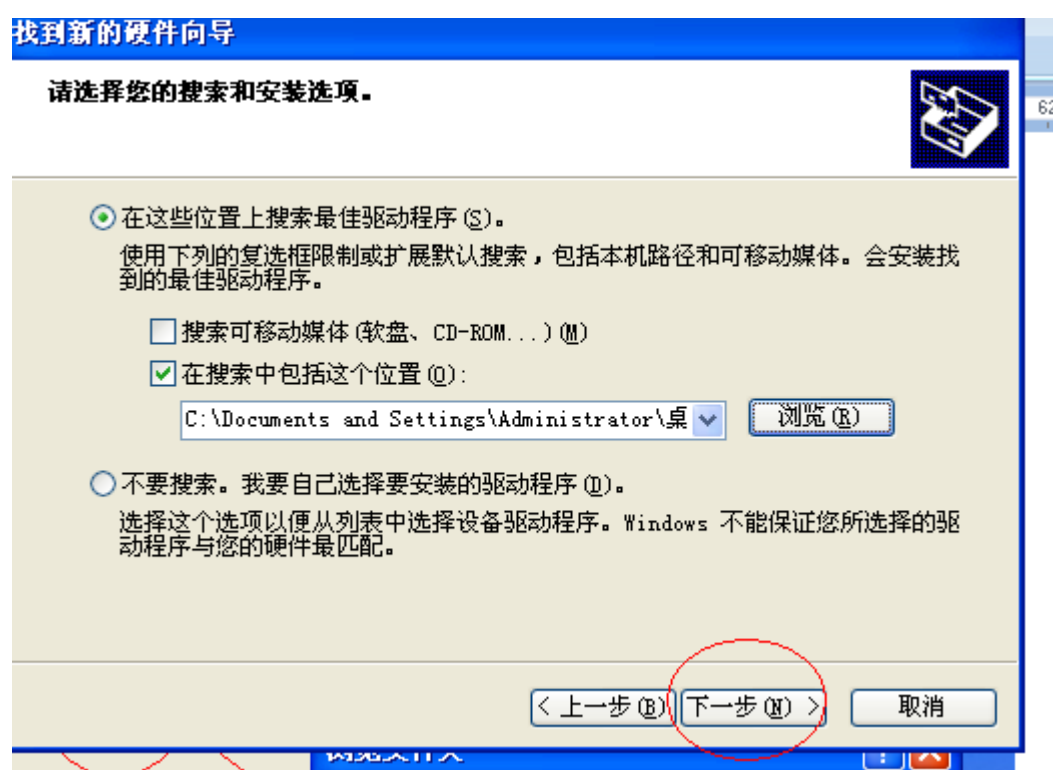 找到新的硬件向导
请选择您的搜索和安装选项。
62
在这些位置上搜索最佳驱动程序(S)。
使用下列的复选框限制或扩展默认搜索，包括本机路径和可移动媒体。会安装找
到的最佳驱动程序。
搜索可移动媒体(软盘、CD-ROM...)(M)
在搜索中包括这个位置(O):
C:\Documents and Settings\Administrator\桌
浏览(R)
不要搜索。我要自己选择要安装的驱动程序(D)。
选择这个选项以便从列表中选择设备驱动程序。Windows 不能保证您所选择的驱
动程序与您的硬件最匹配。
< 上一步(B)
下一步(N) >
取消
浏览文件夹